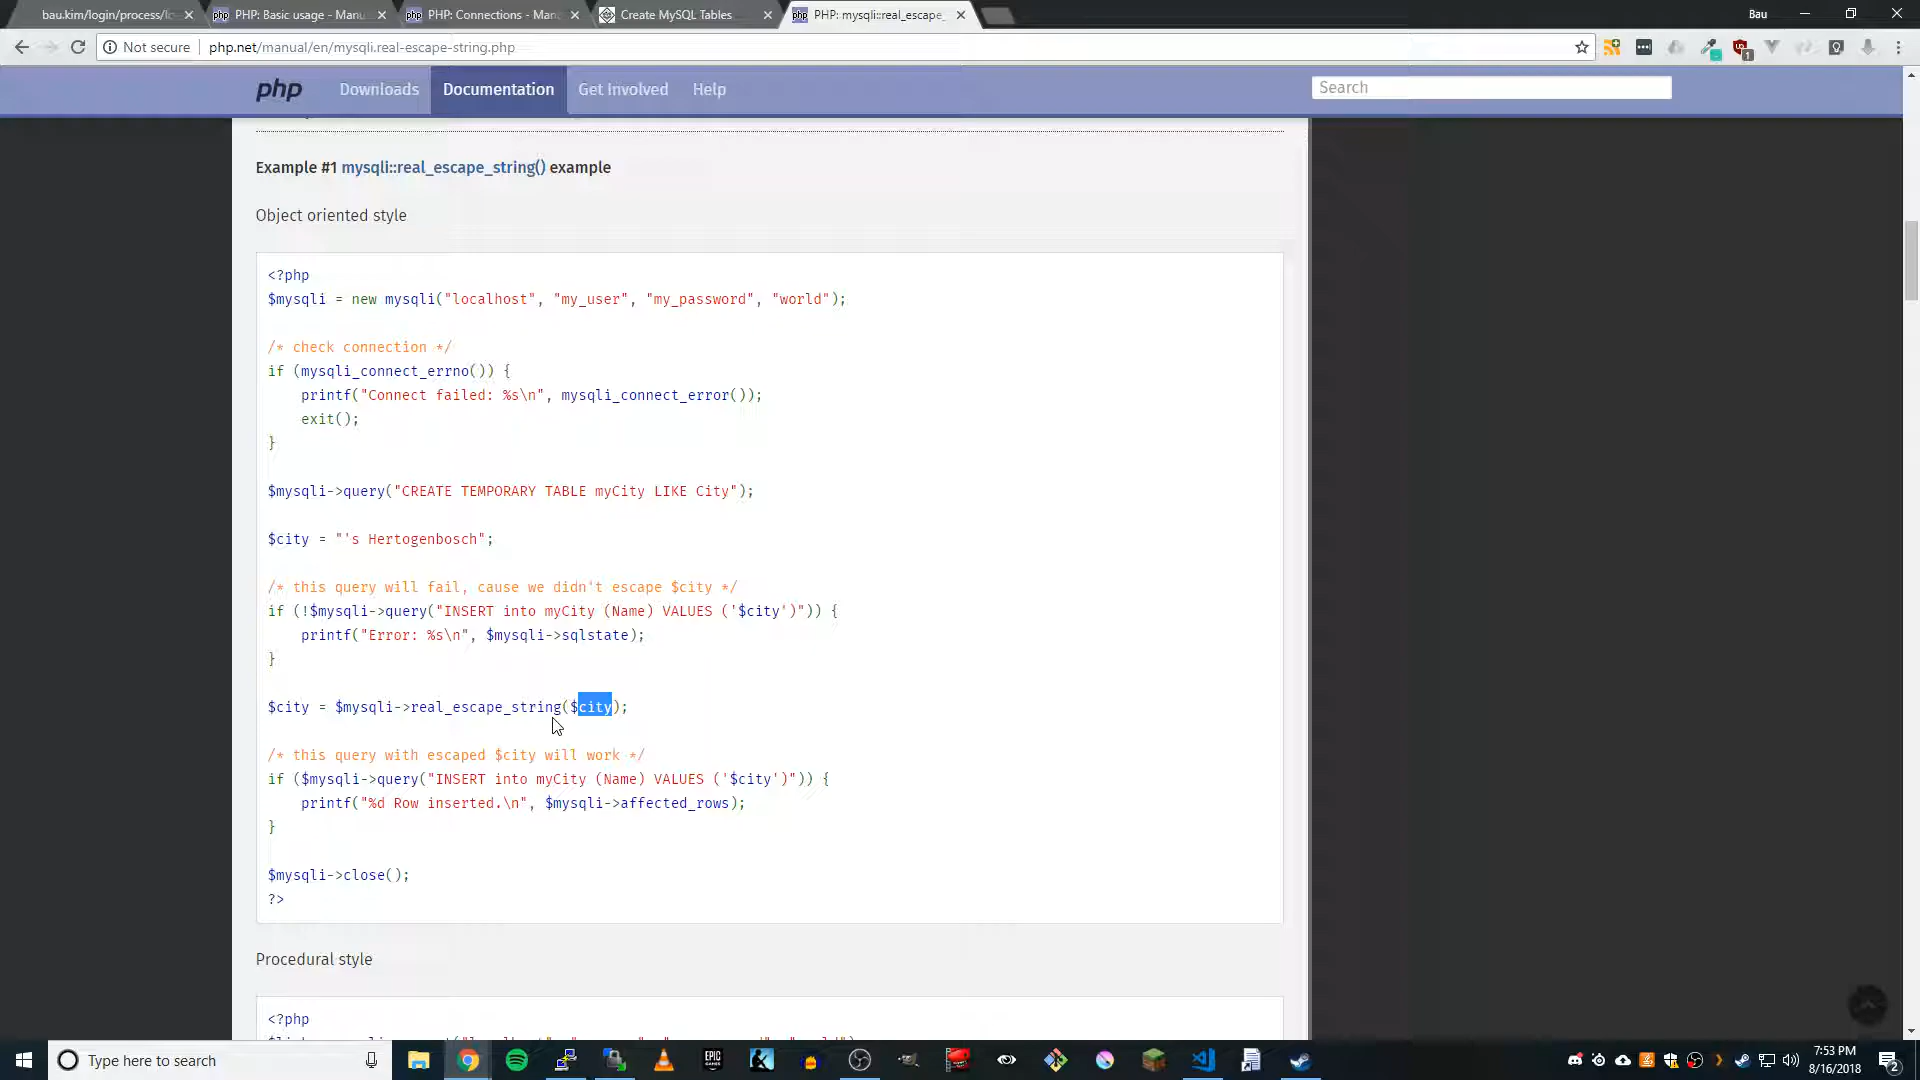 bau.kim/login/process/lo
PHP: Basic usage - Manu
PHP: Connections - Man
Create MySQL Tables
PHP: mysqli::real_escape_
Bau
Not secure
php.net/manual/en/mysqli.real-escape-string.php
php
Downloads
Documentation
Get Involved
Help
Search
Example #1 mysqli::real_escape_string() example
Object oriented style
<?php
$mysqli = new mysqli("localhost", "my_user", "my_password", "world");
/* check connection */
if (mysqli_connect_errno()) {
printf("Connect failed: %s\n", mysqli_connect_error());
exit();
}
$mysqli->query("CREATE TEMPORARY TABLE myCity LIKE City");
$city = "'s Hertogenbosch";
/* this query will fail, cause we didn't escape $city */
if (!$mysqli->query("INSERT into myCity (Name) VALUES ('$city')")) {
printf("Error: %s\n", $mysqli->sqlstate);
}
$city = $mysqli->real_escape_string($city);
/* this query with escaped $city will work */
if ($mysqli->query("INSERT into myCity (Name) VALUES ('$city')")) {
printf("%d Row inserted.\n", $mysqli->affected_rows);
}
$mysqli->close();
?>
Procedural style
<?php
Type here to search
EPIC GAMES
7:53 PM
8/16/2018
2